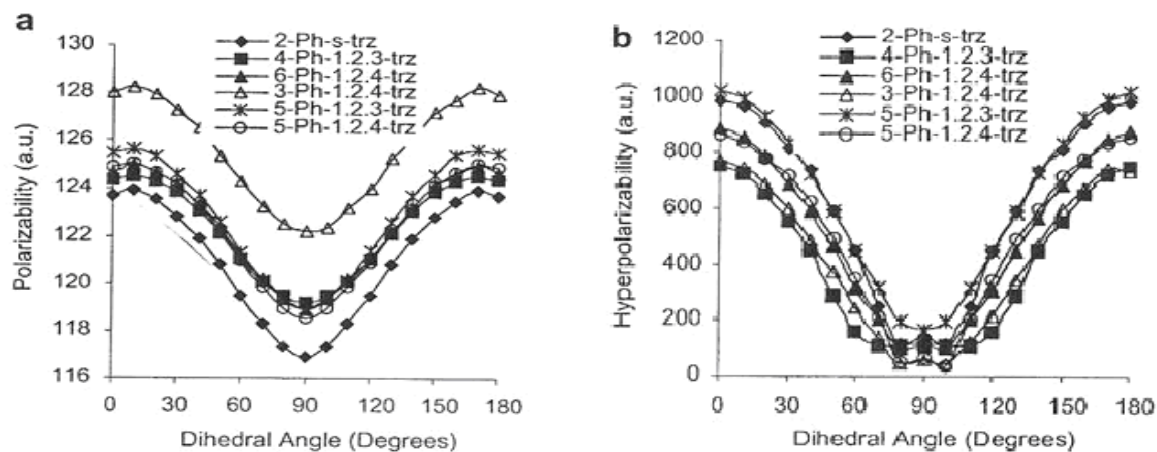 a
130
128
126
124
122
120
118
116
Polarizability (a.u.)
2-Ph-s-trz
4-Ph-1.2.3-trz
6-Ph-1.2.4-trz
3-Ph-1.2.4-trz
5-Ph-1.2.3-trz
5-Ph-1.2.4-trz
0 30 60 90 120 150 180
Dihedral Angle (Degrees)
b
1200
1000
800
600
400
200
0
Hyperpolarizability (a.u.)
2-Ph-s-trz
4-Ph-1.2.3-trz
6-Ph-1.2.4-trz
3-Ph-1.2.4-trz
5-Ph-1.2.3-trz
5-Ph-1.2.4-trz
0 30 60 90 120 150 180
Dihedral Angle (Degrees)